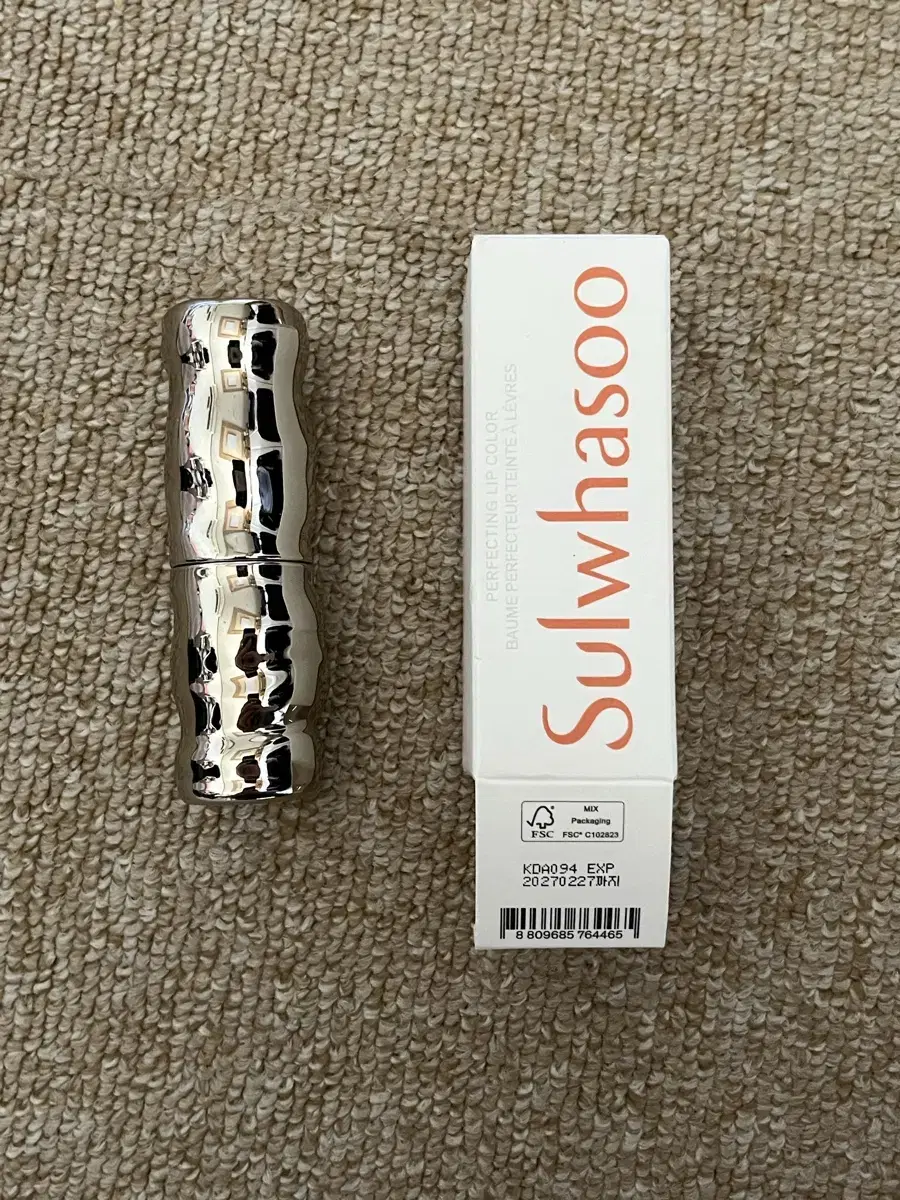 PERFECTING LIP COLOR
BAUME PERFECTEUR TEINTÉ À LÈVRES
Sulwhasoo
FSC
MIX
Packaging
FSC® C102823
KDA094 EXP
20270227까지
8 809685 764465